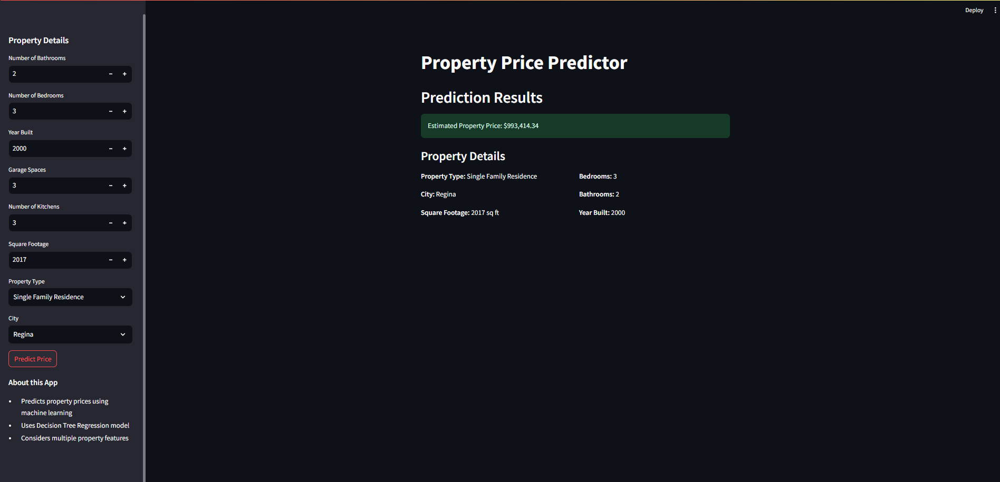 Deploy
Property Details
Number of Bathrooms
2
Number of Bedrooms
3
Year Built
2000
Garage Spaces
3
Number of Kitchens
3
Square Footage
2017
Property Type
Single Family Residence
City
Regina
Predict Price
About this App
• Predicts property prices using
machine learning
• Uses Decision Tree Regression model
• Considers multiple property features
Property Price Predictor
Prediction Results
Estimated Property Price: $993,414.34
Property Details
Property Type: Single Family Residence
City: Regina
Square Footage: 2017 sq ft
Bedrooms: 3
Bathrooms: 2
Year Built: 2000